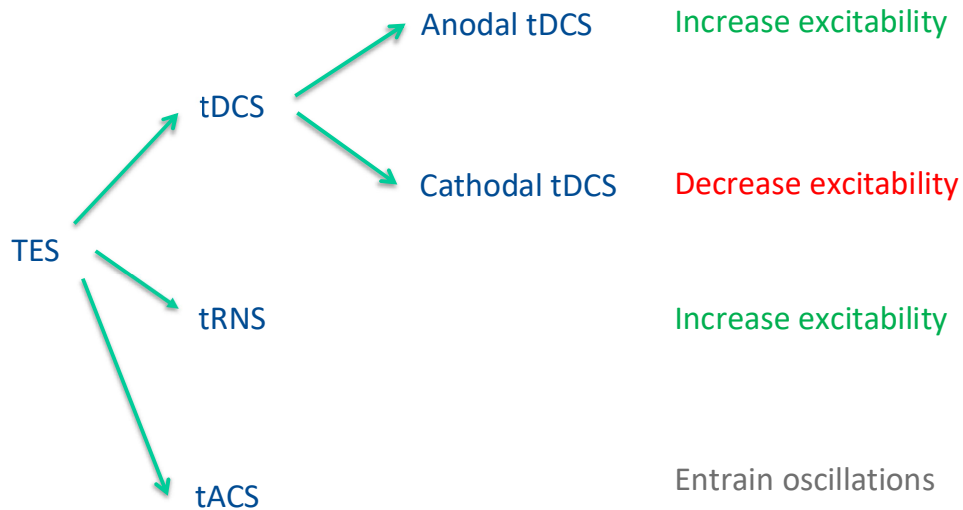 Anodal tDCS Increase excitability
tDCS
Cathodal tDCS Decrease excitability
TES
tRNS Increase excitability
Entrain oscillations
tACS